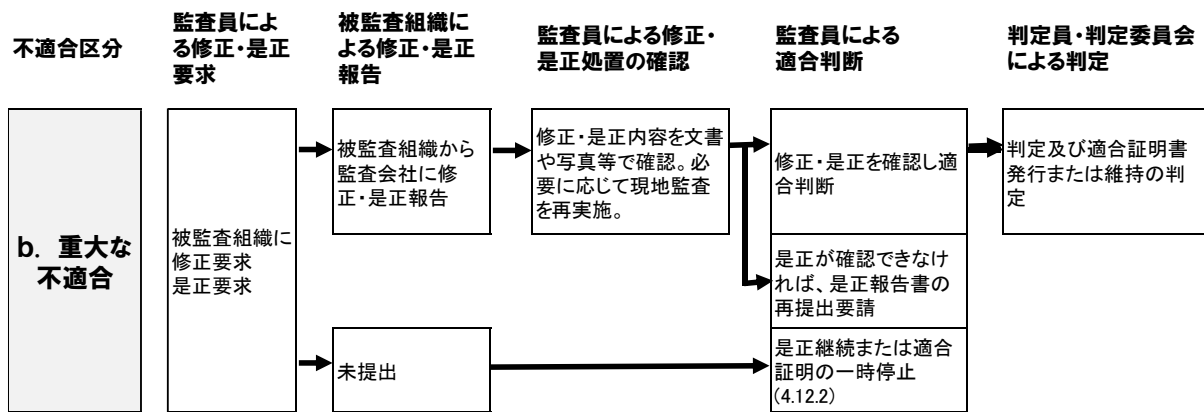 不適合区分
監査員によ
る修正・是正
要求
被監査組織に
よる修正・是正
報告
監査員による修正・
是正処置の確認
監査員による
適合判断
判定員・判定委員会
による判定
b. 重大な
不適合
被監査組織に
修正要求
是正要求
被監査組織から
監査会社に修
正・是正報告
修正・是正内容を文書
や写真等で確認。必
要に応じて現地監査
を再実施。
修正・是正を確認し適
合判断
判定及び適合証明書
発行または維持の判
定
是正が確認できなけ
れば、是正報告書の
再提出要請
未提出
是正継続または適合
証明の一時停止
(4.12.2)